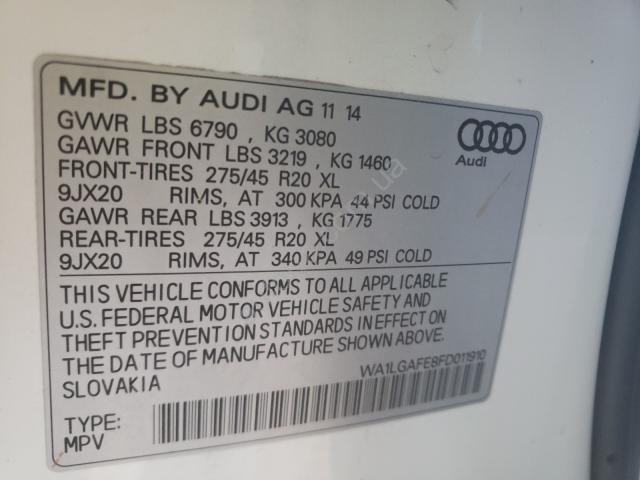 MFD. BY AUDI AG 11 14
GVWR LBS 6790 , KG 3080
GAWR FRONT LBS 3219 , KG 1460
FRONT-TIRES 275/45 R20 XL
9JX20 RIMS, AT 300 KPA 44 PSI COLD
GAWR REAR LBS 3913 , KG 1775
REAR-TIRES 275/45 R20 XL
9JX20 RIMS, AT 340 KPA 49 PSI COLD
Audi
THIS VEHICLE CONFORMS TO ALL APPLICABLE
U.S. FEDERAL MOTOR VEHICLE SAFETY AND
THEFT PREVENTION STANDARDS IN EFFECT ON
THE DATE OF MANUFACTURE SHOWN ABOVE.
SLOVAKIA
WA1LGAFE8FD011910
TYPE:
MPV